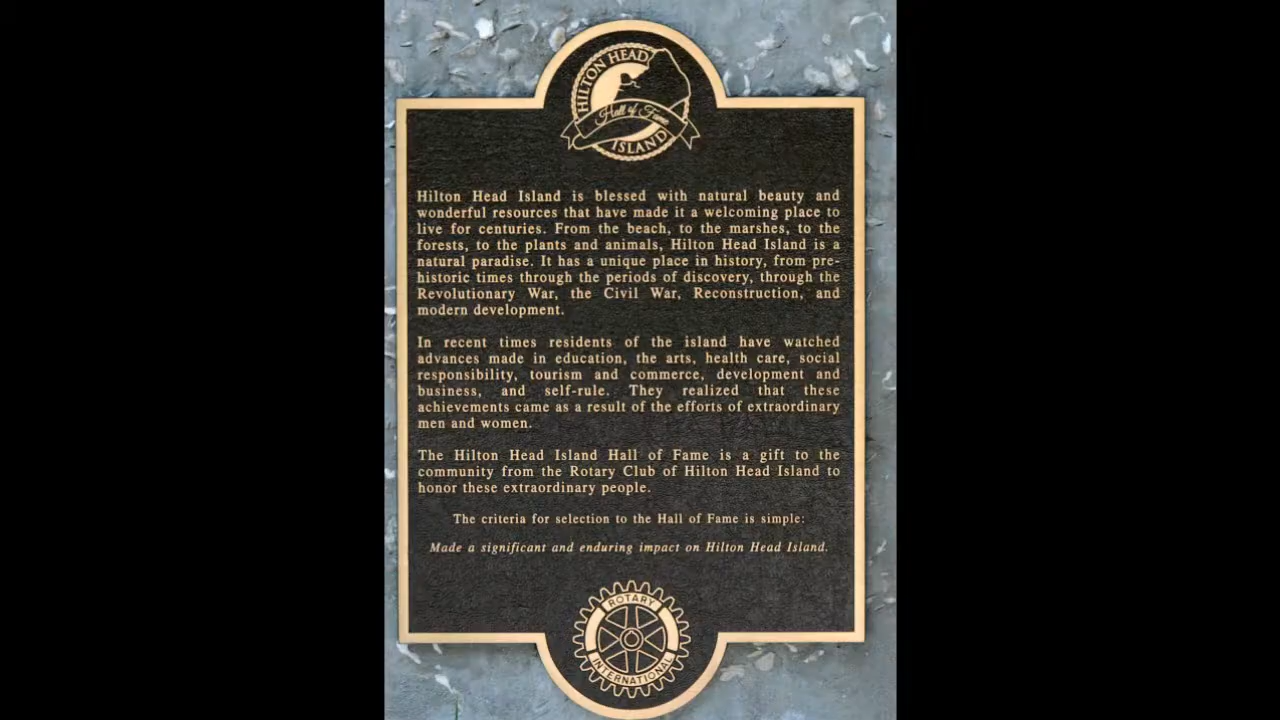 HILTON HEAD
Hall of Fame
ISLAND
Hilton Head Island is blessed with natural beauty and
wonderful resources that have made it a welcoming place to
live for centuries. From the beach, to the marshes, to the
forests, to the plants and animals, Hilton Head Island is a
natural paradise. It has a unique place in history, from pre-
historic times through the periods of discovery, through the
Revolutionary War, the Civil War, Reconstruction, and
modern development.
In recent times residents of the island have watched
advances made in education, the arts, health care, social
responsibility, tourism and commerce, development and
business, and self-rule. They realized that these
achievements came as a result of the efforts of extraordinary
men and women.
The Hilton Head Island Hall of Fame is a gift to the
community from the Rotary Club of Hilton Head Island to
honor these extraordinary people.
The criteria for selection to the Hall of Fame is simple:
Made a significant and enduring impact on Hilton Head Island.
ROTARY
INTERNATIONAL